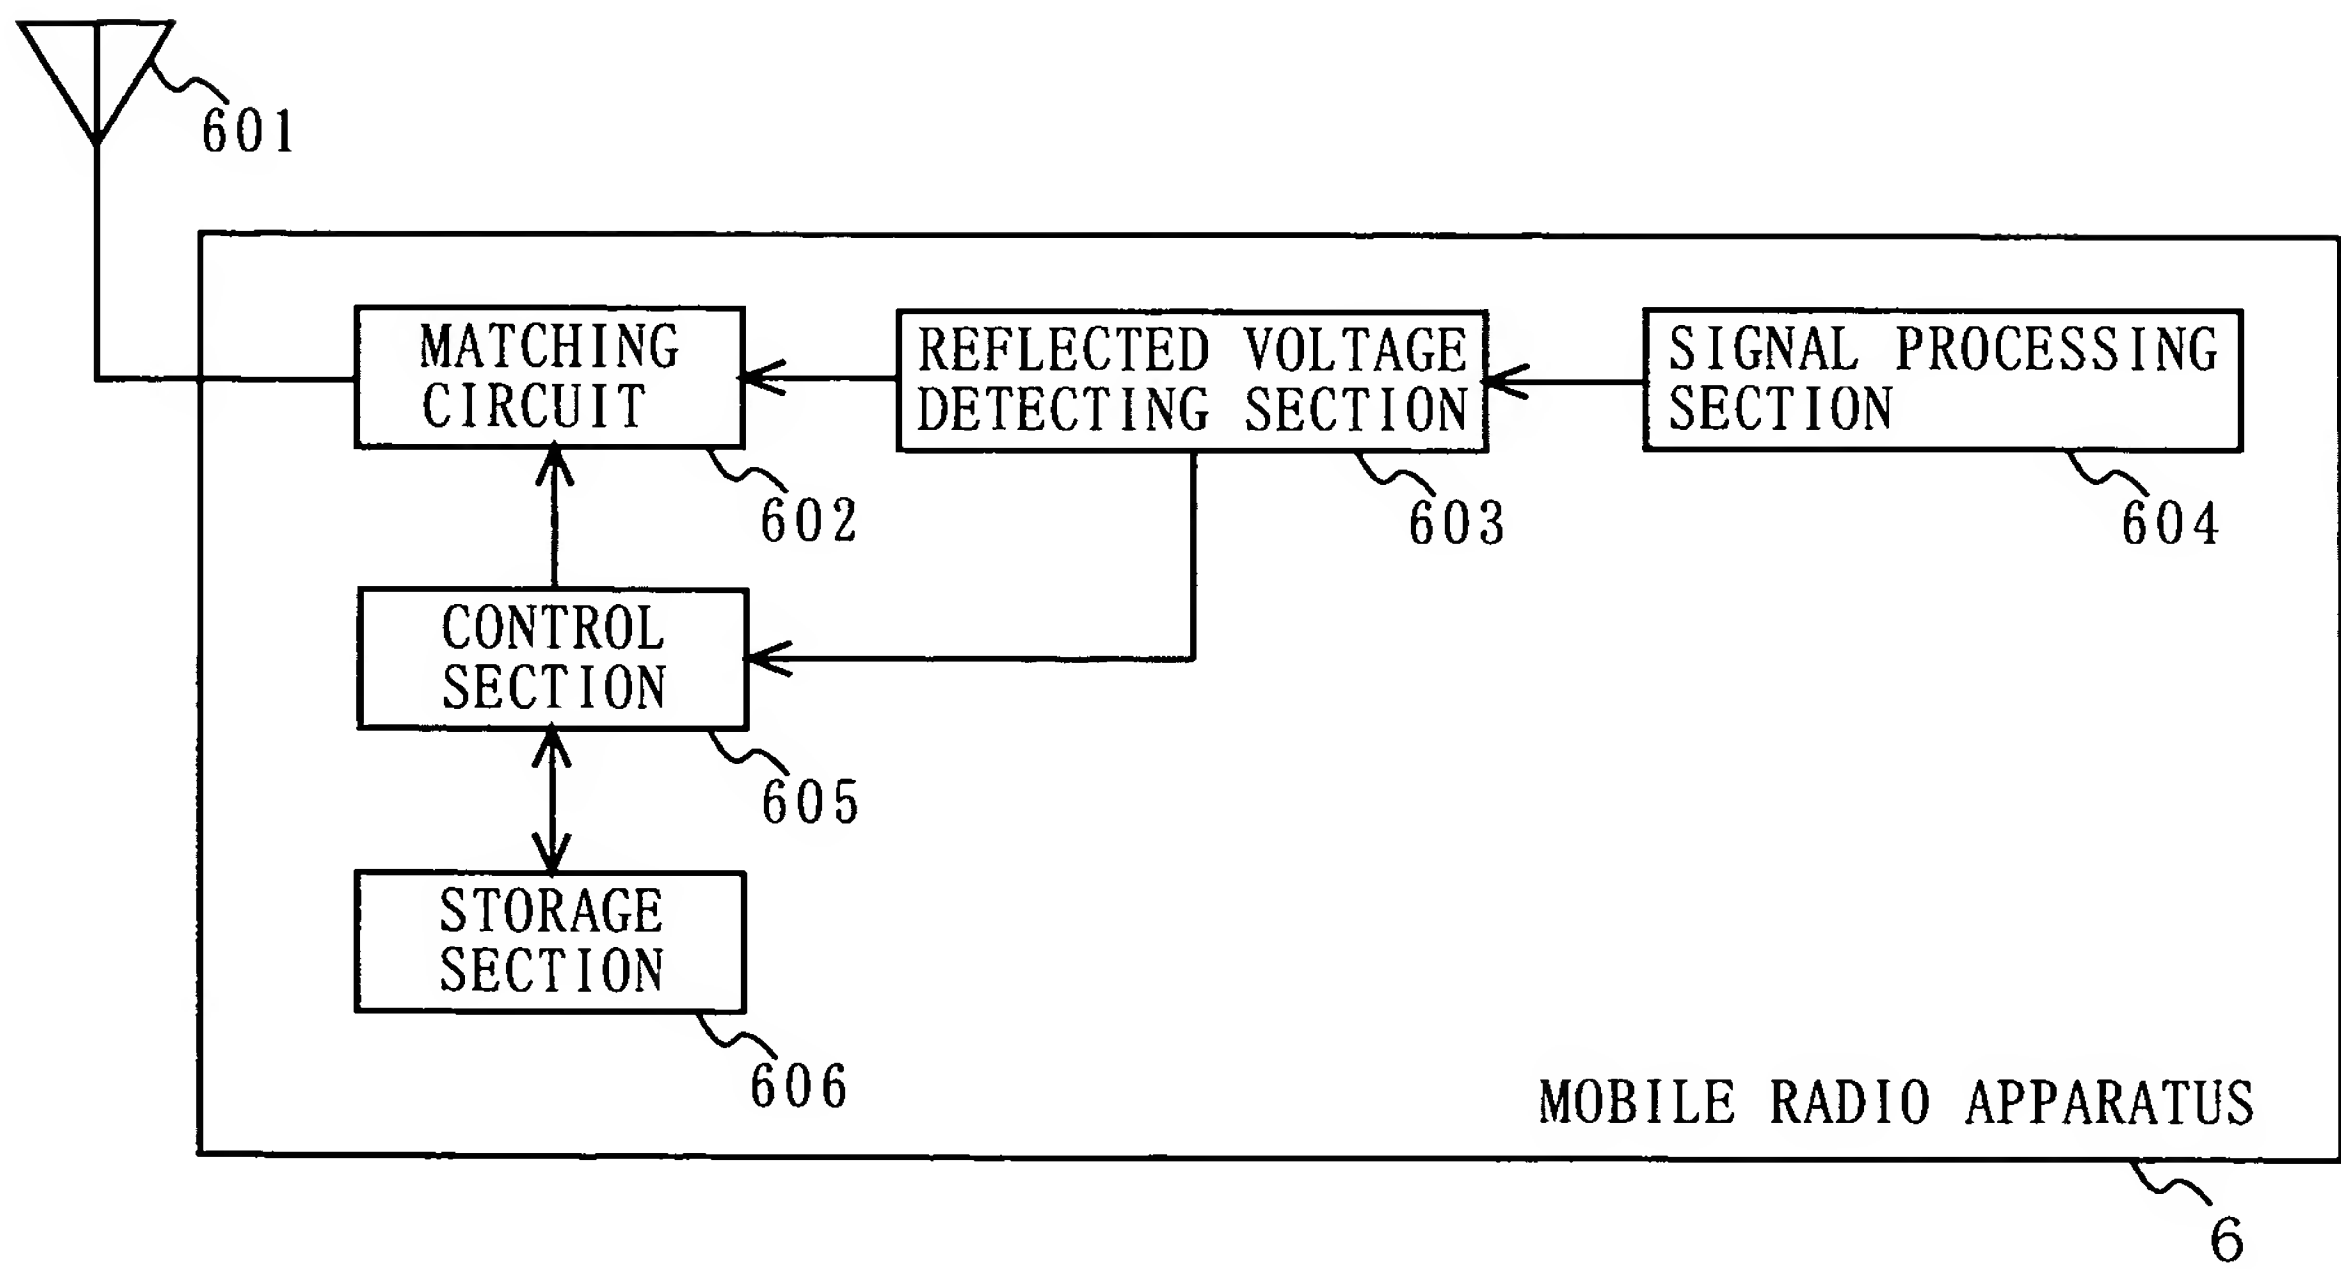 601
MATCHING
CIRCUIT
602
REFLECTED VOLTAGE
DETECTING SECTION
603
SIGNAL PROCESSING
SECTION
604
CONTROL
SECTION
605
STORAGE
SECTION
606
MOBILE RADIO APPARATUS
6